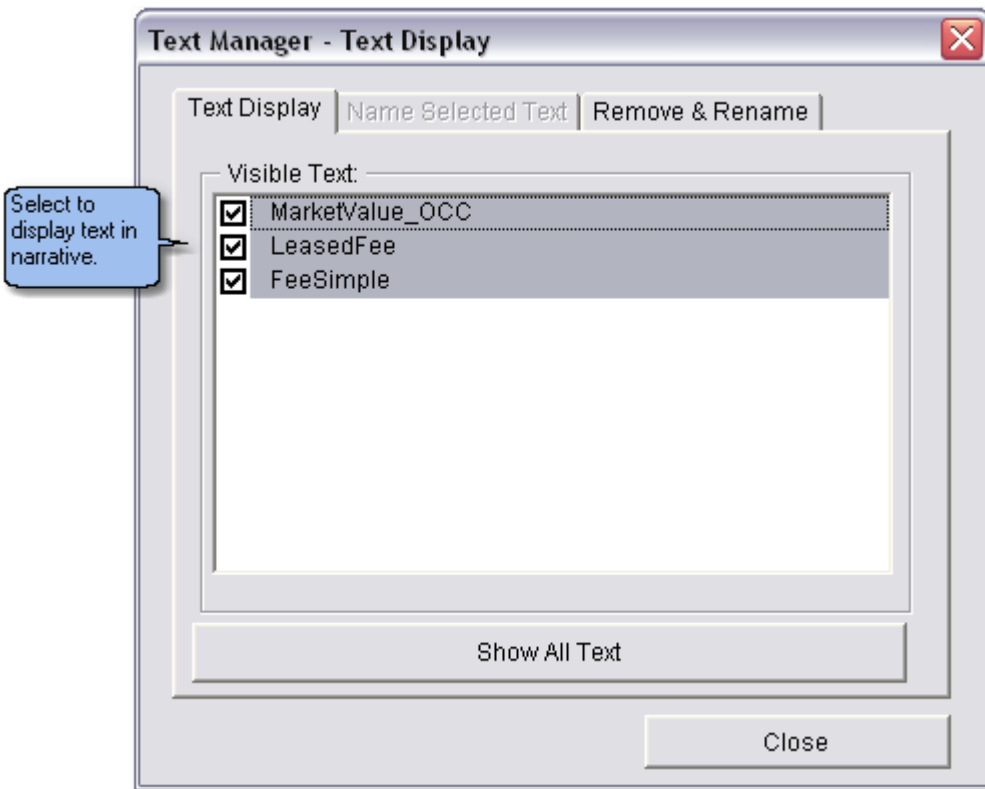 Text Manager - Text Display
Text Display Name Selected Text Remove & Rename
Visible Text:
Select to
display text in
narrative.
MarketValue_OCC
LeasedFee
FeeSimple
Show All Text
Close